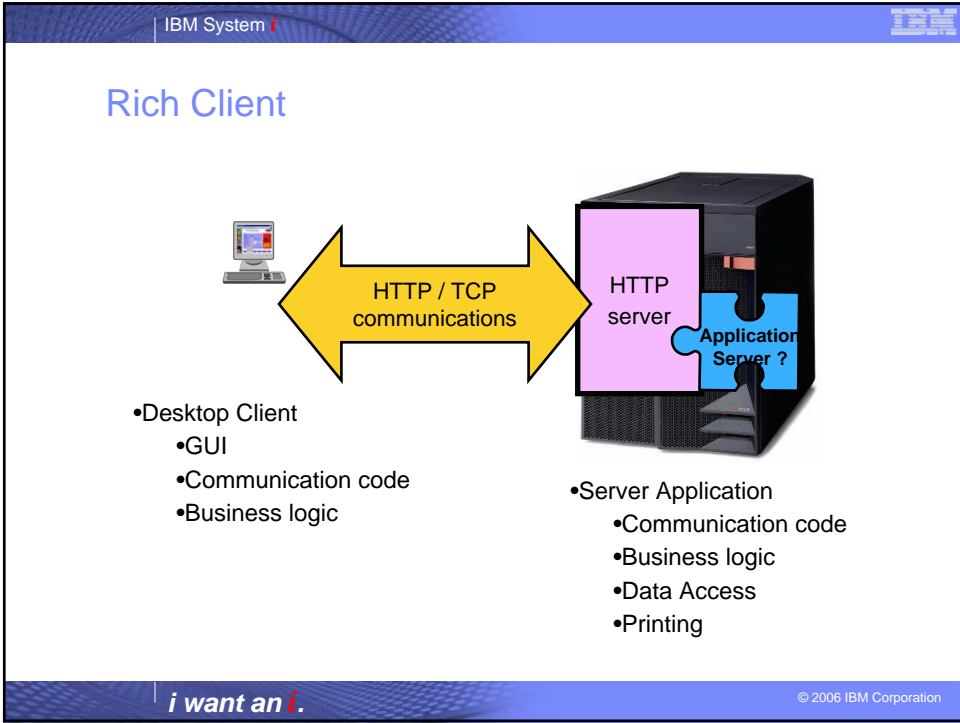 IBM System i
IBM
Rich Client
HTTP / TCP
communications
HTTP
server
Application
Server ?
•Desktop Client
•GUI
•Communication code
•Business logic
•Server Application
•Communication code
•Business logic
•Data Access
•Printing
i want an i.
© 2006 IBM Corporation